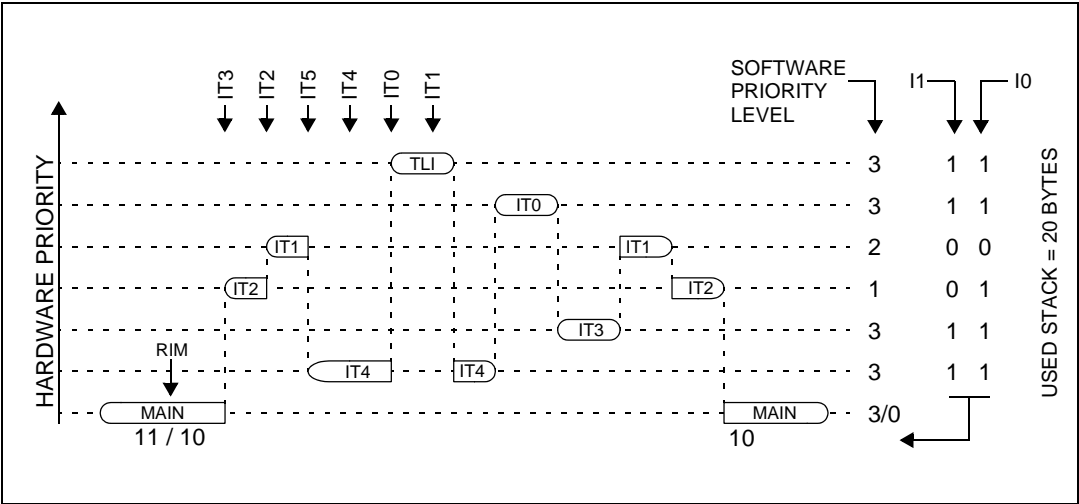 IT3
IT2
IT5
IT4
IT0
IT1
SOFTWARE
PRIORITY
LEVEL
I1
I0
HARDWARE PRIORITY
USED STACK = 20 BYTES
TLI
3
1 1
IT0
3
1 1
IT1
IT1
2
0 0
IT2
IT2
1
0 1
IT3
3
1 1
RIM
IT4
IT4
3
1 1
MAIN
MAIN
3/0
11 / 10
10